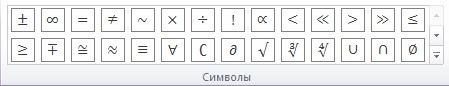 ± ∞ = ≠ ~ × ÷ ! ∝ < ≪ > ≫ ≤
≥ ∓ ≅ ≈ ≡ ∀ ∁ ∂ √ ∛ ∜ ∪ ∩ ∅
Символы